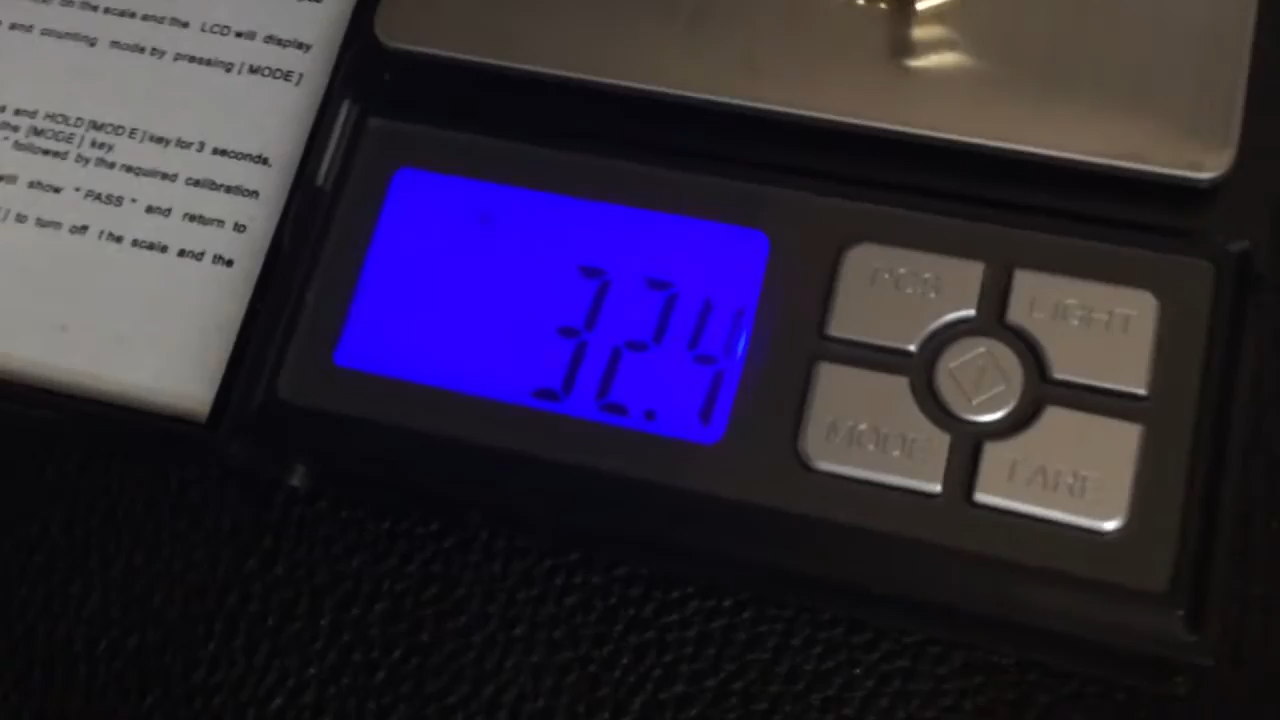 on the scale and the LCD will display
and counting mode by pressing [ MODE ]
and HOLD [MOD E ] key for 3 seconds,
the [MODE ] key.
" followed by the required calibration
will show " PASS " and return to
to turn off t he scale and the
32.4
PCS
LIGHT
MODE
TARE